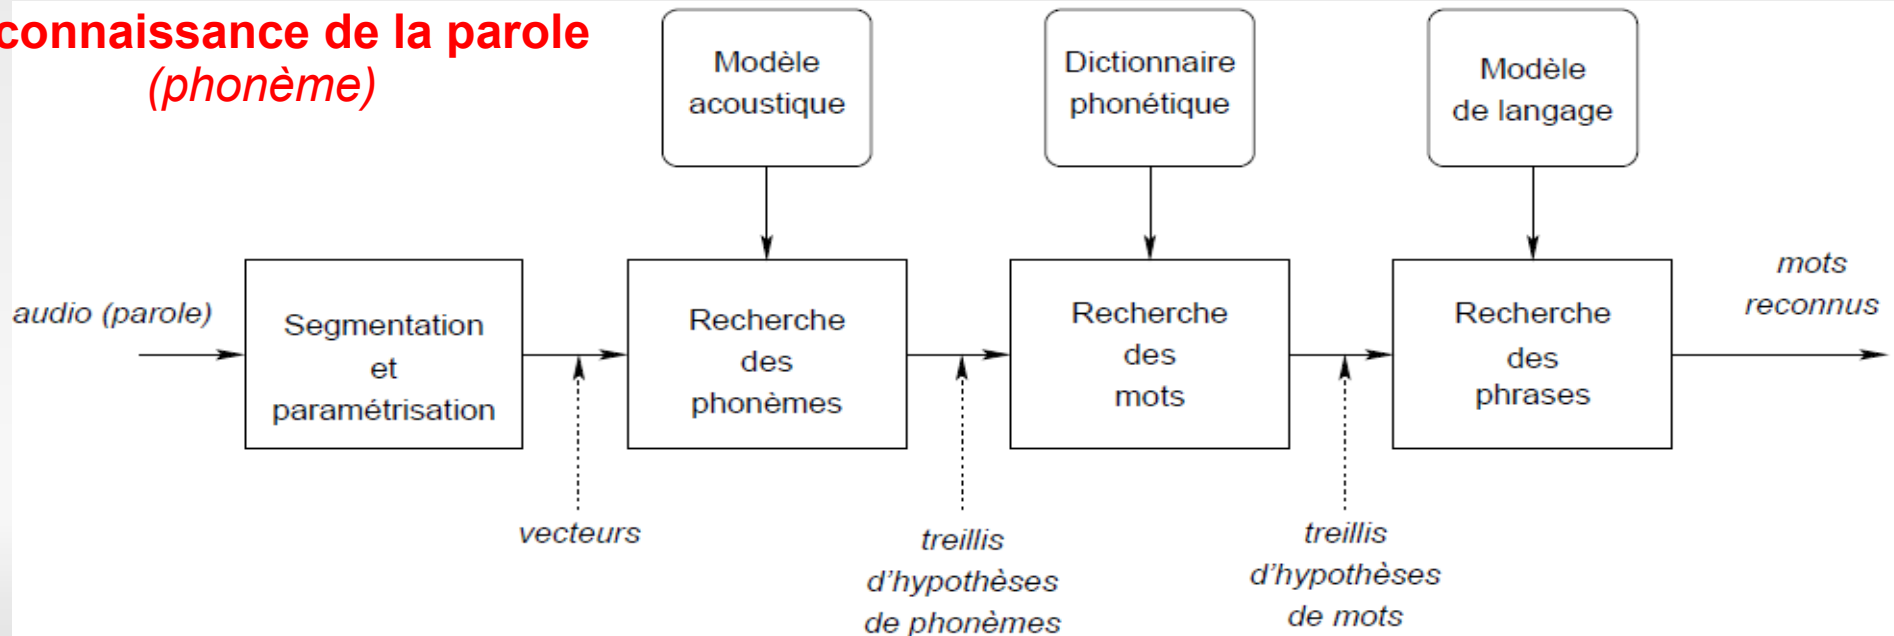 connaissance de la parole
(phonème)
Modèle
acoustique
Dictionnaire
phonétique
Modèle
de langage
audio (parole)
Segmentation
et
paramétrisation
Recherche
des
phonèmes
Recherche
des
mots
Recherche
des
phrases
mots
reconnus
vecteurs
treillis
d'hypothèses
de phonèmes
treillis
d'hypothèses
de mots